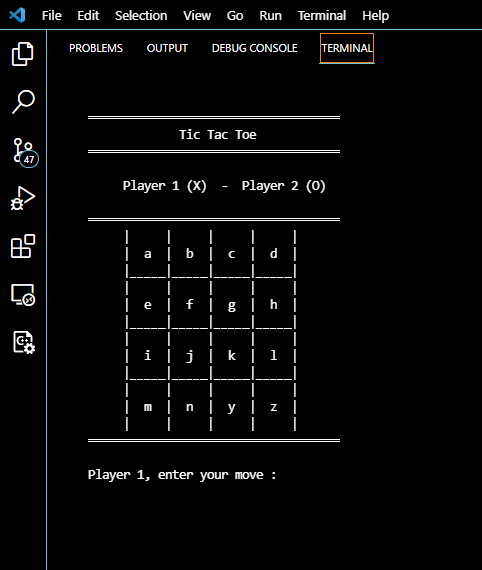 File Edit Selection View Go Run Terminal Help
PROBLEMS OUTPUT DEBUG CONSOLE TERMINAL
Tic Tac Toe
Player 1 (X) - Player 2 (O)
a b c d
e f g h
i j k l
m n y z
Player 1, enter your move :
47